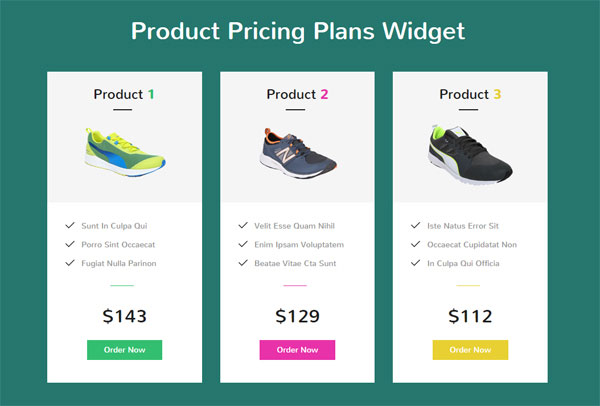 Product Pricing Plans Widget
Product 1
Sunt In Culpa Qui
Porro Sint Occaecat
Fugiat Nulla Parinon
$143
Order Now
Product 2
Velit Esse Quam Nihil
Enim Ipsam Voluptatem
Beatae Vitae Cta Sunt
$129
Order Now
Product 3
Iste Natus Error Sit
Occaecat Cupidatat Non
In Culpa Qui Officia
$112
Order Now